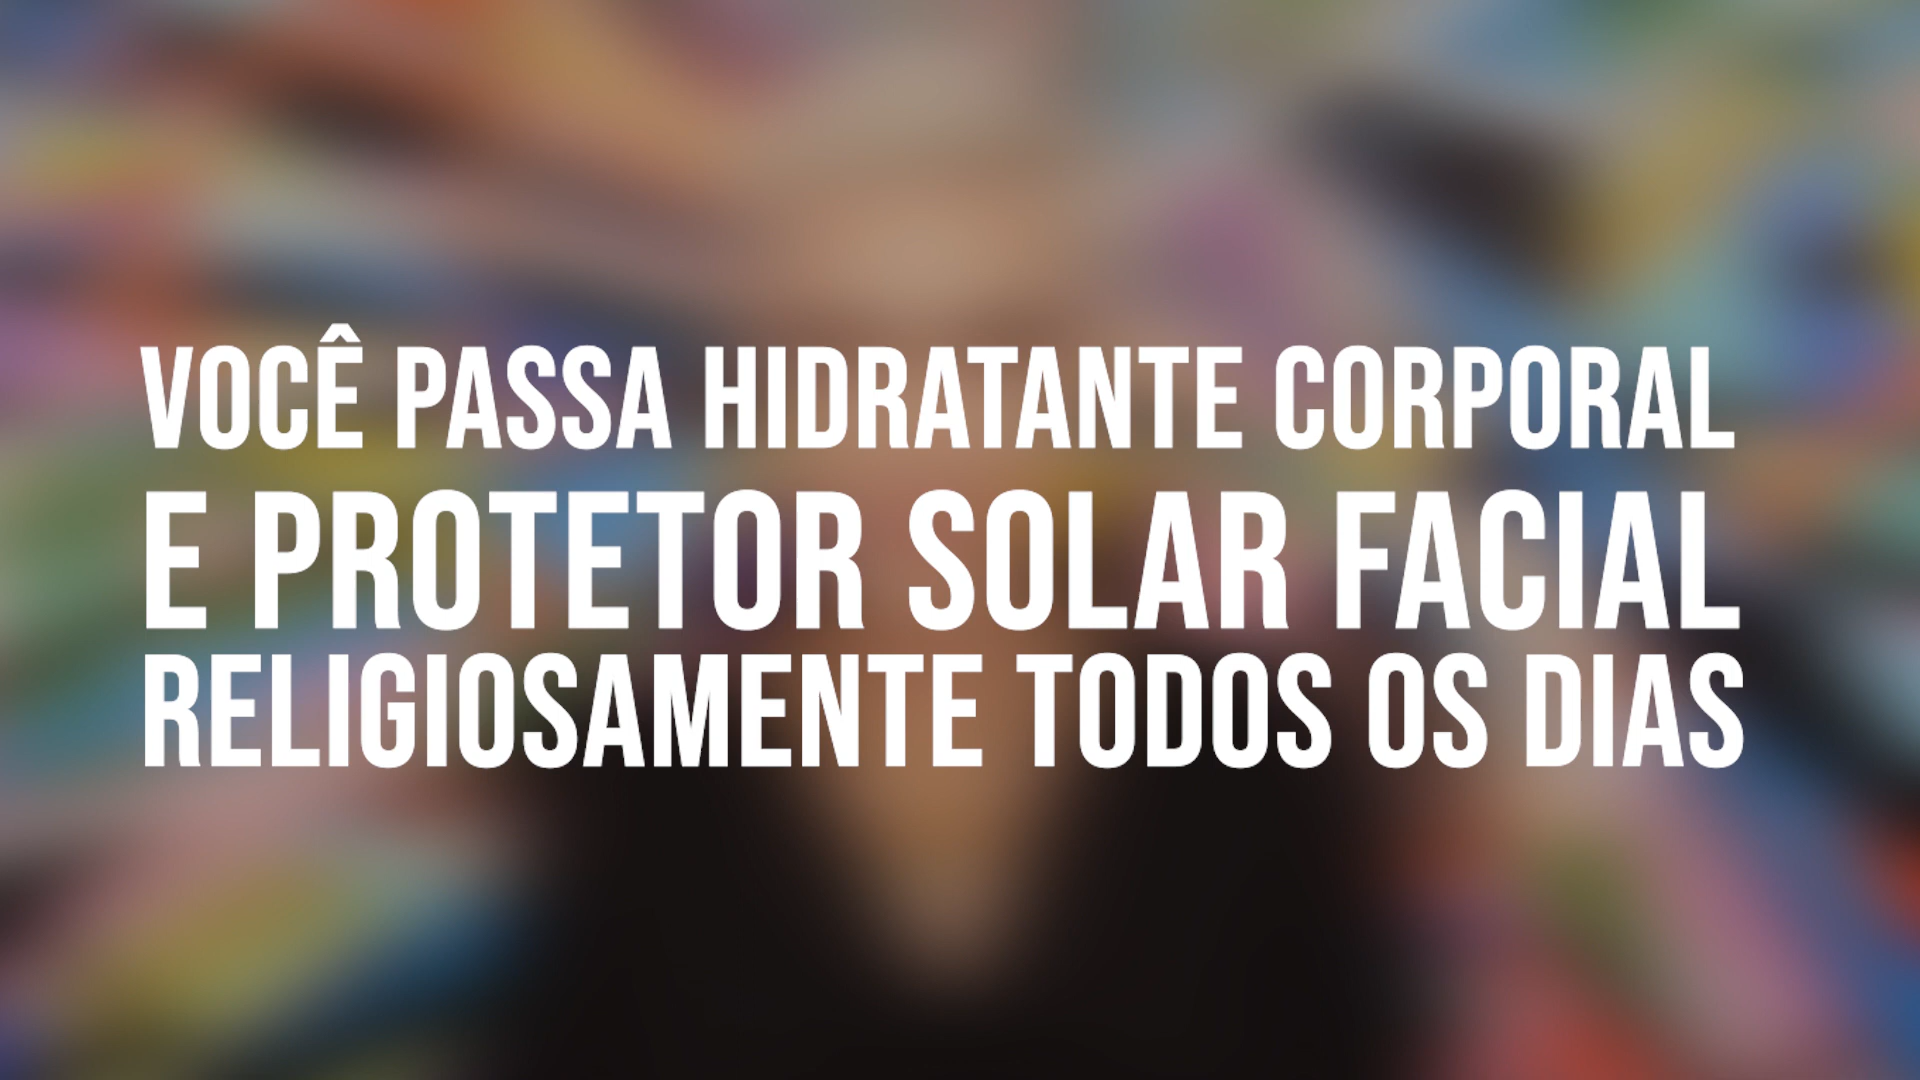 VOCÊ PASSA HIDRATANTE CORPORAL
E PROTETOR SOLAR FACIAL
RELIGIOSAMENTE TODOS OS DIAS